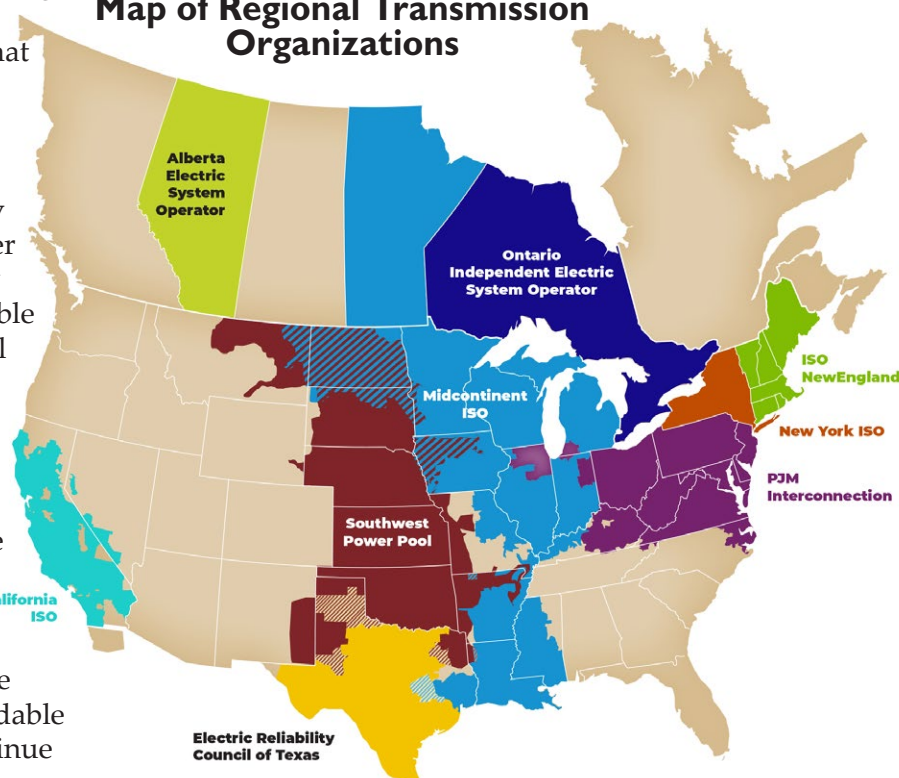 Map of Regional Transmission
Organizations
Alberta
Electric
System
Operator
Ontario
Independent Electric
System Operator
Midcontinent
ISO
ISO
NewEngland
New York ISO
PJM
Interconnection
Southwest
Power Pool
ISO
Electric Reliability
Council of Texas